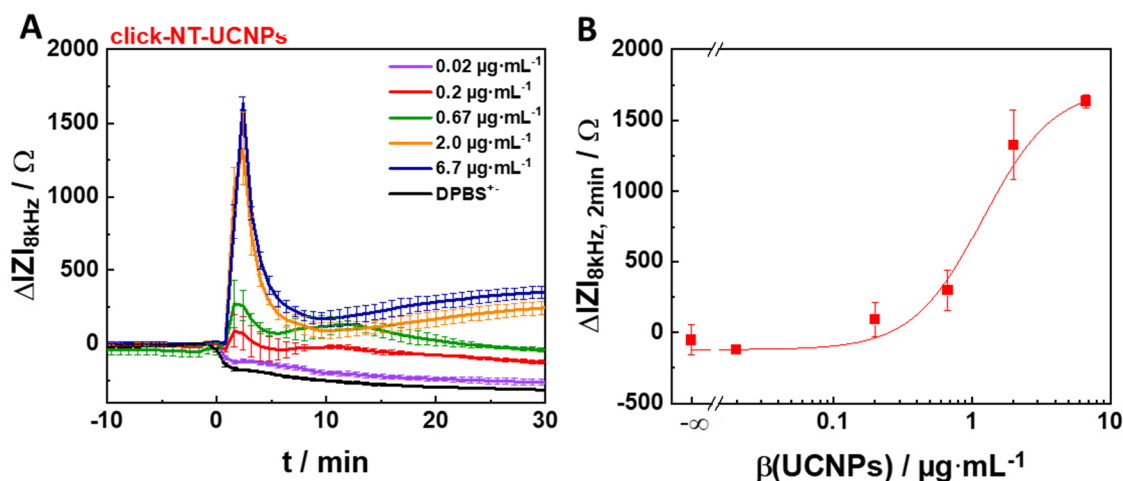 A
click-NT-UCNPs
2000
1500
1000
500
0
ΔIZI8kHz / Ω
0.02 µg·mL-1
0.2 µg·mL-1
0.67 µg·mL-1
2.0 µg·mL-1
6.7 µg·mL-1
DPBS+-
-10
0
10
20
30
t / min
B
2000
1500
1000
500
0
-500
ΔIZI8kHz, 2min / Ω
-∞
0.1
1
10
β(UCNPs) / µg·mL-1